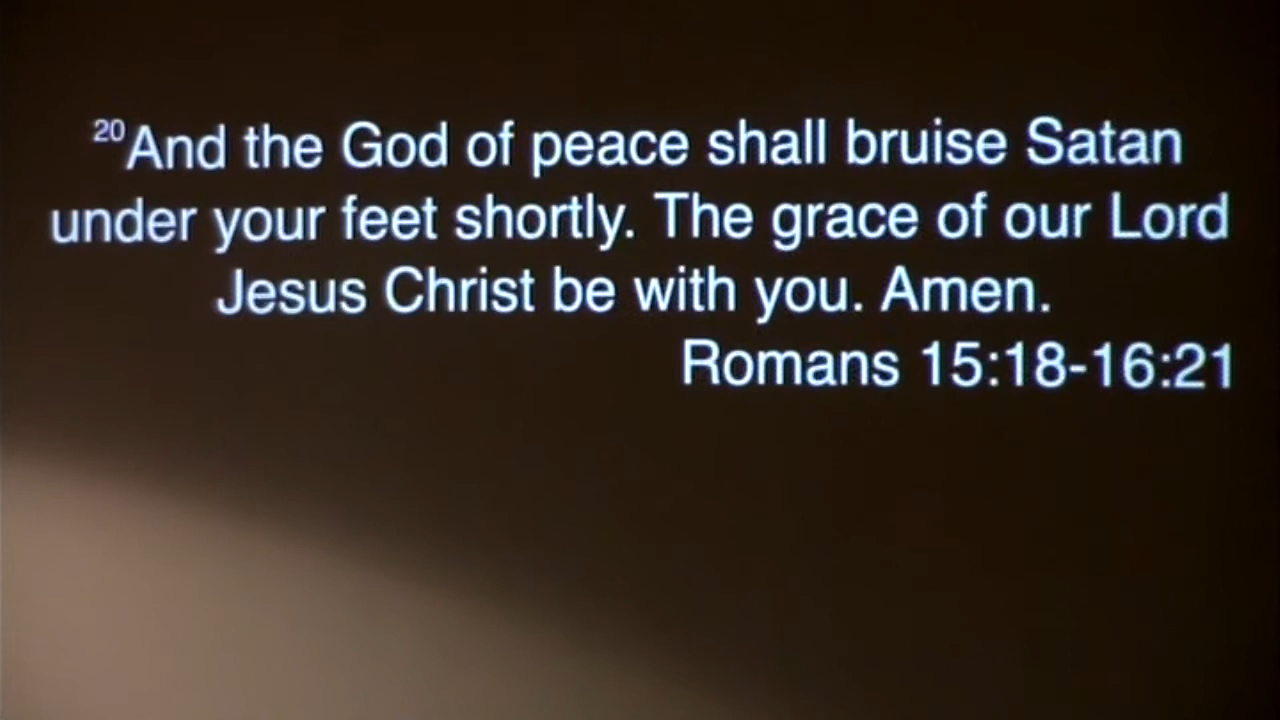 20And the God of peace shall bruise Satan
under your feet shortly. The grace of our Lord
Jesus Christ be with you. Amen.
Romans 15:18-16:21